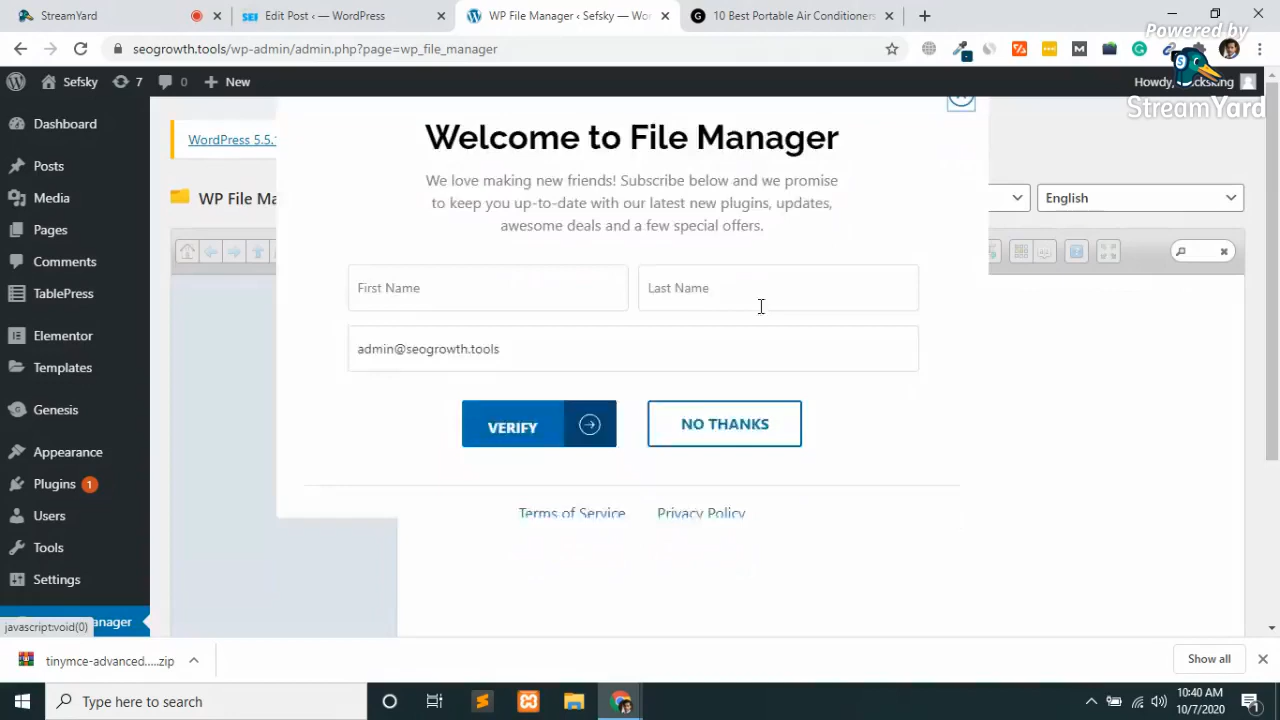 StreamYard
SEI Edit Post ‹ — WordPress
WP File Manager ‹ Sefsky — Wor
10 Best Portable Air Conditioners
seogrowth.tools/wp-admin/admin.php?page=wp_file_manager
Powered by
StreamYard
Sefsky
7
0
New
Howdy,
Dashboard
Posts
Media
Pages
Comments
TablePress
Elementor
Templates
Genesis
Appearance
Plugins 1
Users
Tools
Settings
anager
javascript:void(0)
WordPress 5.5.
WP File Ma
English
Welcome to File Manager
We love making new friends! Subscribe below and we promise
to keep you up-to-date with our latest new plugins, updates,
awesome deals and a few special offers.
First Name
Last Name
admin@seogrowth.tools
VERIFY
NO THANKS
Terms of Service
Privacy Policy
tinymce-advanced.....zip
Show all
Type here to search
10:40 AM
10/7/2020
1